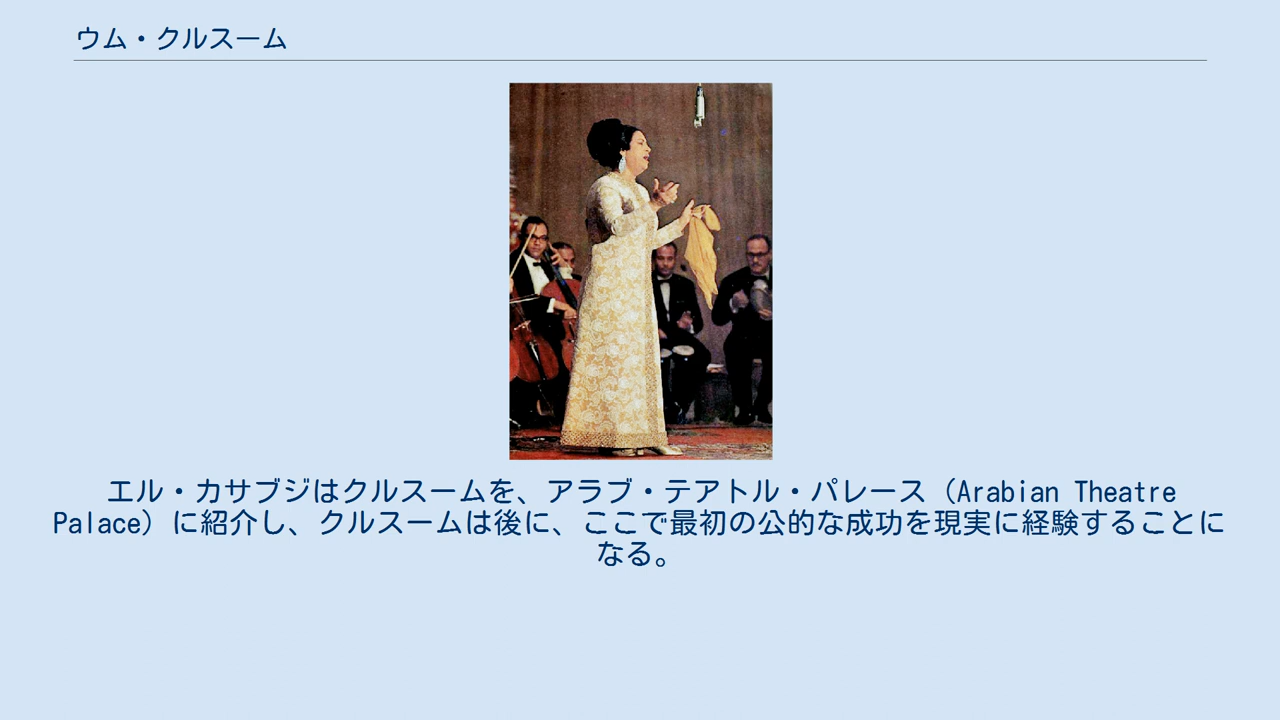 ウム・クルスーム
エル・カサブジはクルスームを、アラブ・テアトル・パレース（Arabian Theatre
Palace）に紹介し、クルスームは後に、ここで最初の公的な成功を現実に経験することに
なる。